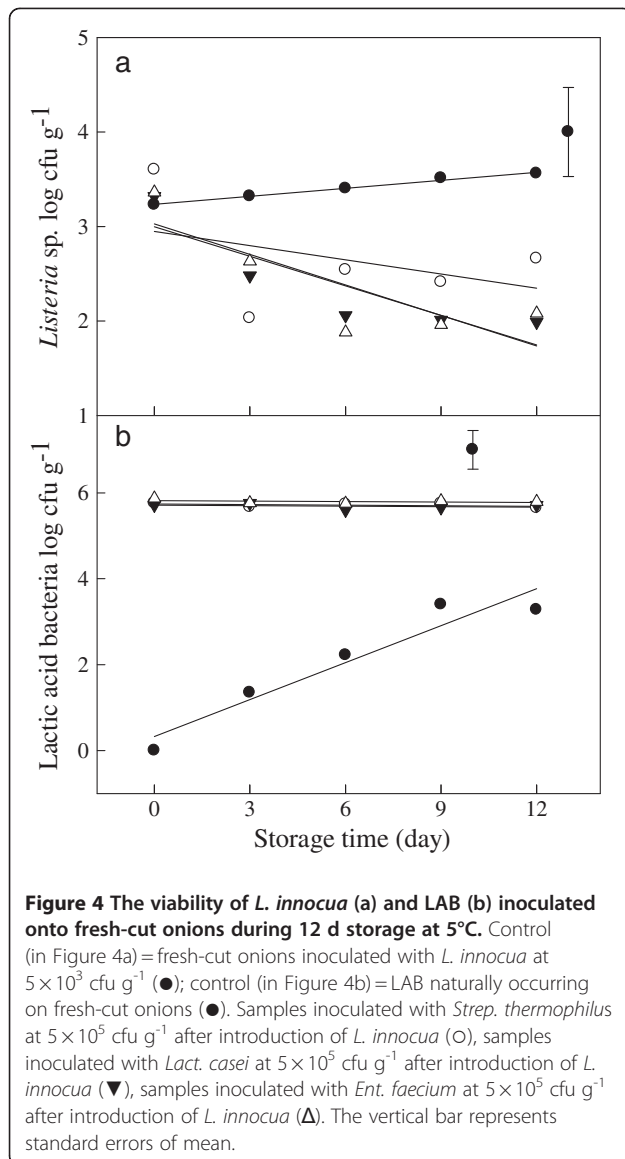 5
a
4
3
2
1
Listeria sp. log cfu g-1
b
6
4
2
0
Lactic acid bacteria log cfu g-1
0 3 6 9 12
Storage time (day)
Figure 4 The viability of L. innocua (a) and LAB (b) inoculated
onto fresh-cut onions during 12 d storage at 5°C. Control
(in Figure 4a) = fresh-cut onions inoculated with L. innocua at
5 × 10³ cfu g⁻¹ (●); control (in Figure 4b) = LAB naturally occurring
on fresh-cut onions (●). Samples inoculated with Strep. thermophilus
at 5 × 10⁵ cfu g⁻¹ after introduction of L. innocua (○), samples
inoculated with Lact. casei at 5 × 10⁵ cfu g⁻¹ after introduction of L.
innocua (▼), samples inoculated with Ent. faecium at 5 × 10⁵ cfu g⁻¹
after introduction of L. innocua (Δ). The vertical bar represents
standard errors of mean.